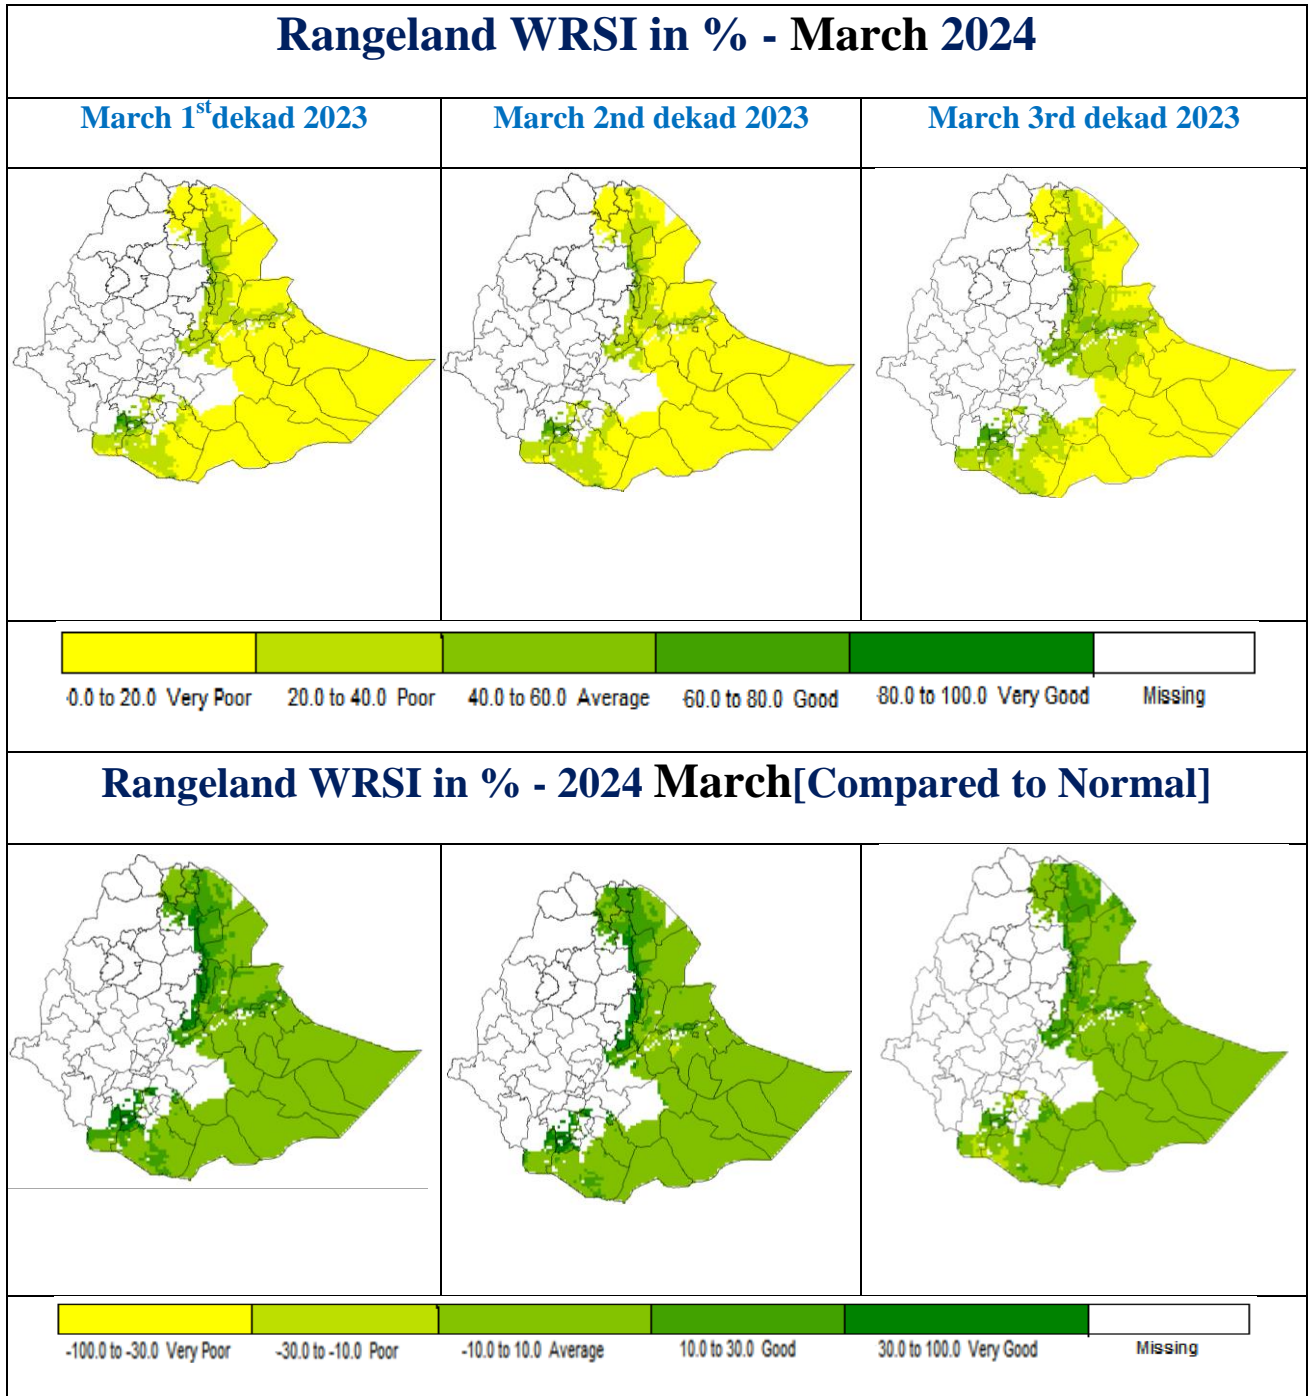 Rangeland WRSI in % - March 2024
March 1st dekad 2023
March 2nd dekad 2023
March 3rd dekad 2023
0.0 to 20.0 Very Poor
20.0 to 40.0 Poor
40.0 to 60.0 Average
60.0 to 80.0 Good
80.0 to 100.0 Very Good
Missing
Rangeland WRSI in % - 2024 March[Compared to Normal]
-100.0 to -30.0 Very Poor
-30.0 to -10.0 Poor
-10.0 to 10.0 Average
10.0 to 30.0 Good
30.0 to 100.0 Very Good
Missing